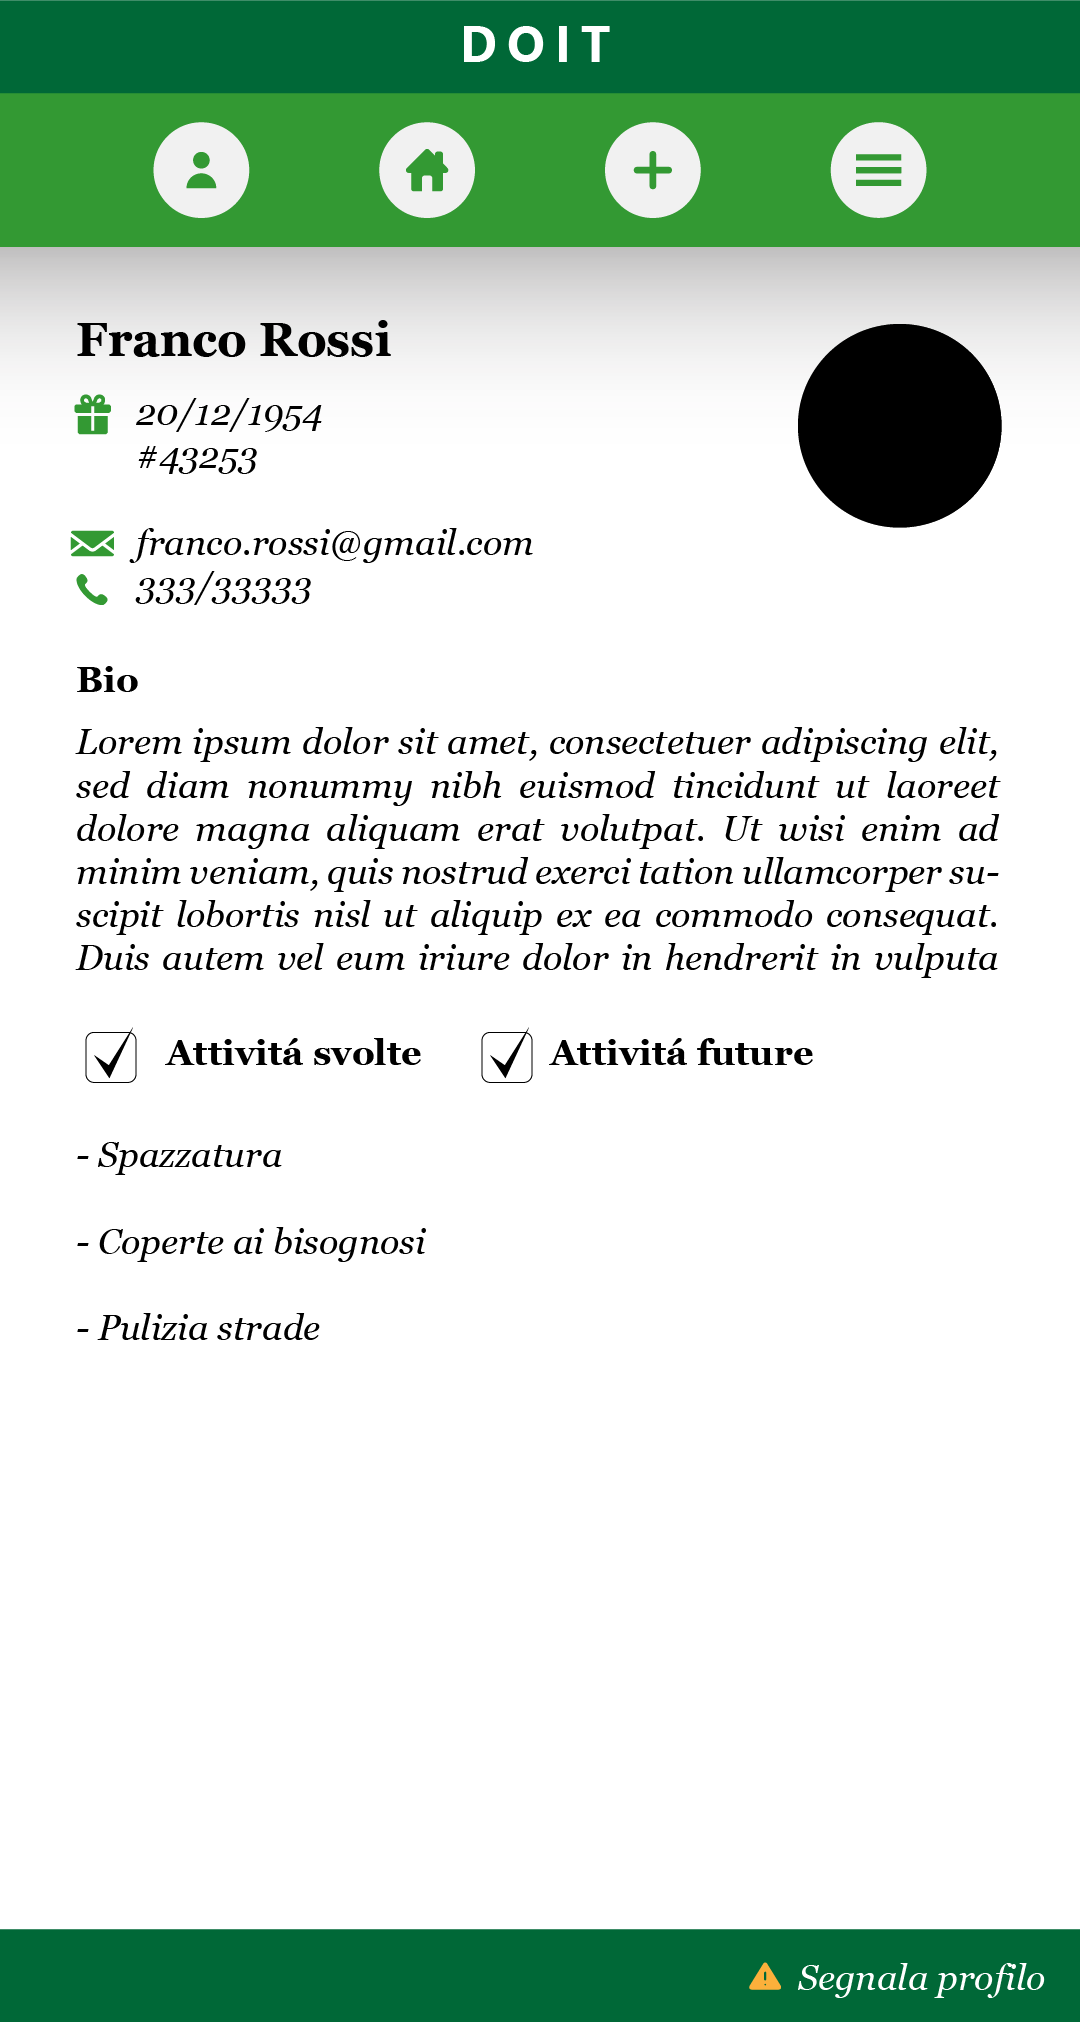 DOIT
Franco Rossi
20/12/1954
#43253
franco.rossi@gmail.com
333/33333
Bio
Lorem ipsum dolor sit amet, consectetuer adipiscing elit,
sed diam nonummy nibh euismod tincidunt ut laoreet
dolore magna aliquam erat volutpat. Ut wisi enim ad
minim veniam, quis nostrud exerci tation ullamcorper su-
scipit lobortis nisl ut aliquip ex ea commodo consequat.
Duis autem vel eum iriure dolor in hendrerit in vulputa
Attivitá svolte Attivitá future
- Spazzatura
- Coperte ai bisognosi
- Pulizia strade
Segnala profilo